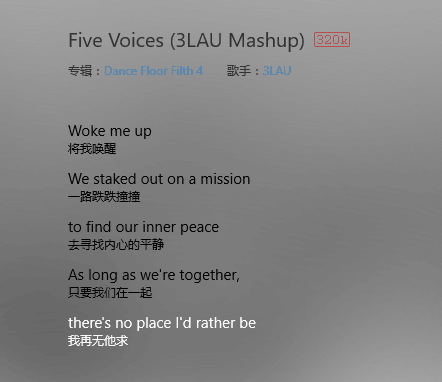 Five Voices (3LAU Mashup) 320k
专辑：Dance Floor Filth 4 歌手：3LAU
Woke me up
将我唤醒
We staked out on a mission
一路跌跌撞撞
to find our inner peace
去寻找内心的平静
As long as we're together,
只要我们在一起
there's no place I'd rather be
我再无他求